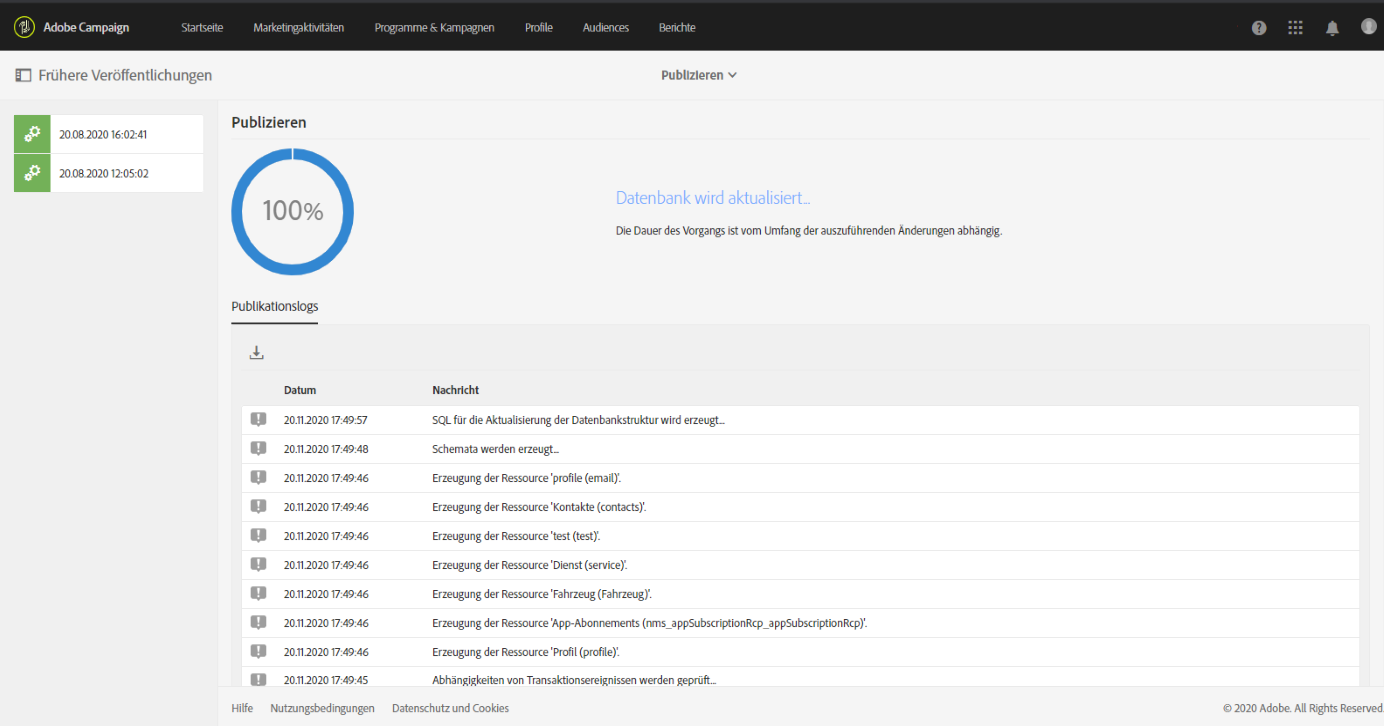 Adobe Campaign Startseite Marketingaktivitäten Programme & Kampagnen Profile Audiences Berichte
Frühere Veröffentlichungen Publizieren
20.08.2020 16:02:41
20.08.2020 12:05:02
Publizieren
100%
Datenbank wird aktualisiert...
Die Dauer des Vorgangs ist vom Umfang der auszuführenden Änderungen abhängig.
Publikationslogs
Datum Nachricht
20.11.2020 17:49:57 SQL für die Aktualisierung der Datenbankstruktur wird erzeugt...
20.11.2020 17:49:48 Schemata werden erzeugt...
20.11.2020 17:49:46 Erzeugung der Ressource 'profile (email)'.
20.11.2020 17:49:46 Erzeugung der Ressource 'Kontakte (contacts)'.
20.11.2020 17:49:46 Erzeugung der Ressource 'test (test)'.
20.11.2020 17:49:46 Erzeugung der Ressource 'Dienst (service)'.
20.11.2020 17:49:46 Erzeugung der Ressource 'Fahrzeug (Fahrzeug)'.
20.11.2020 17:49:46 Erzeugung der Ressource 'App-Abonnements (nms_appSubscriptionRcp_appSubscriptionRcp)'.
20.11.2020 17:49:46 Erzeugung der Ressource 'Profil (profile)'.
20.11.2020 17:49:45 Abhängigkeiten von Transaktionsereignissen werden geprüft...
Hilfe Nutzungsbedingungen Datenschutz und Cookies © 2020 Adobe. All Rights Reserved.